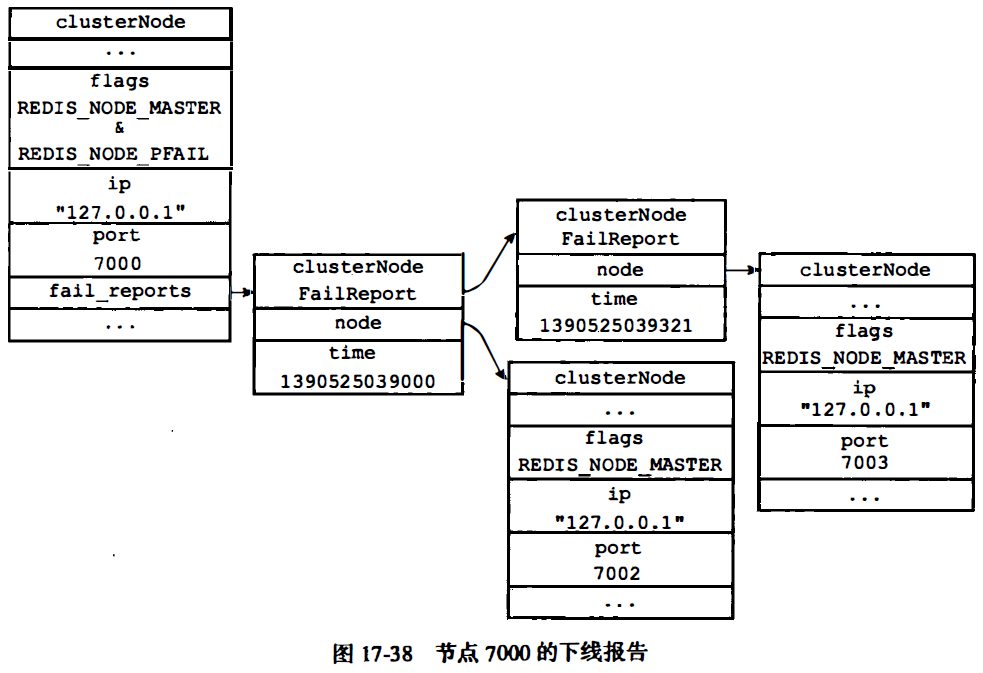 clusterNode
...
flags
REDIS_NODE_MASTER
&
REDIS_NODE_PFAIL
ip
"127.0.0.1"
port
7000
fail_reports
...
clusterNode
FailReport
node
time
1390525039000
clusterNode
FailReport
node
time
1390525039321
clusterNode
...
flags
REDIS_NODE_MASTER
ip
"127.0.0.1"
port
7002
...
clusterNode
...
flags
REDIS_NODE_MASTER
ip
"127.0.0.1"
port
7003
...
图 17-38 节点 7000 的下线报告